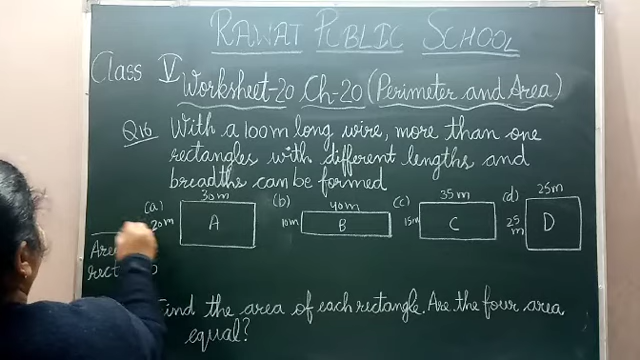 RAWAT PUBLIC SCHOOL
Class V
Worksheet-20 Ch-20 (Perimeter and Area)
Q16 With a 100m long wire, more than one
rectangles with different lengths and
breadths can be formed
(a) 30m 20m A
(b) 40m 10m B
(c) 35m 15m C
(d) 25m 25m D
Area
rect
Find the area of each rectangle. Are the four area
equal?